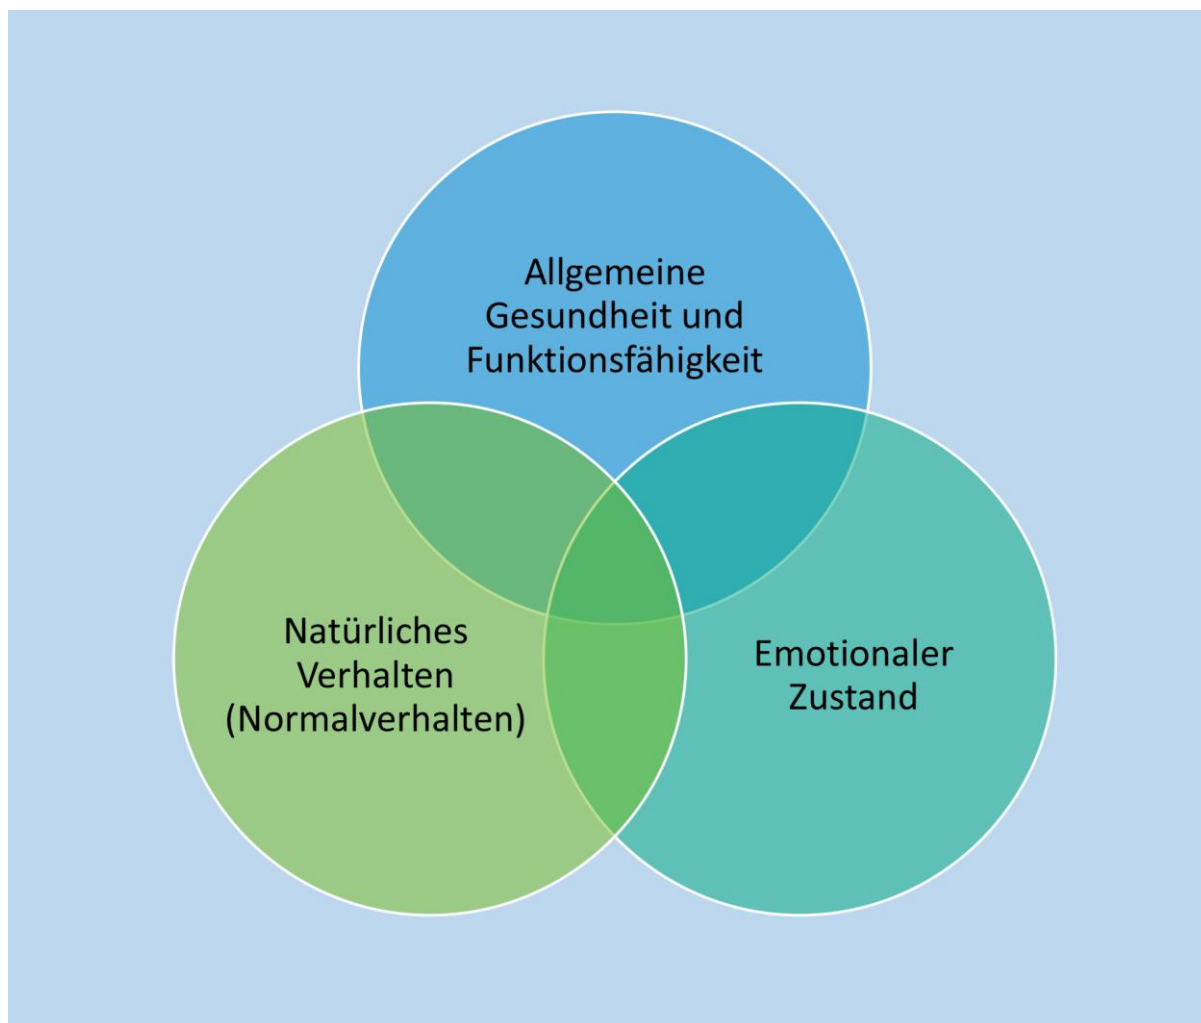 Allgemeine
Gesundheit und
Funktionsfähigkeit
Natürliches
Verhalten
(Normalverhalten)
Emotionaler
Zustand